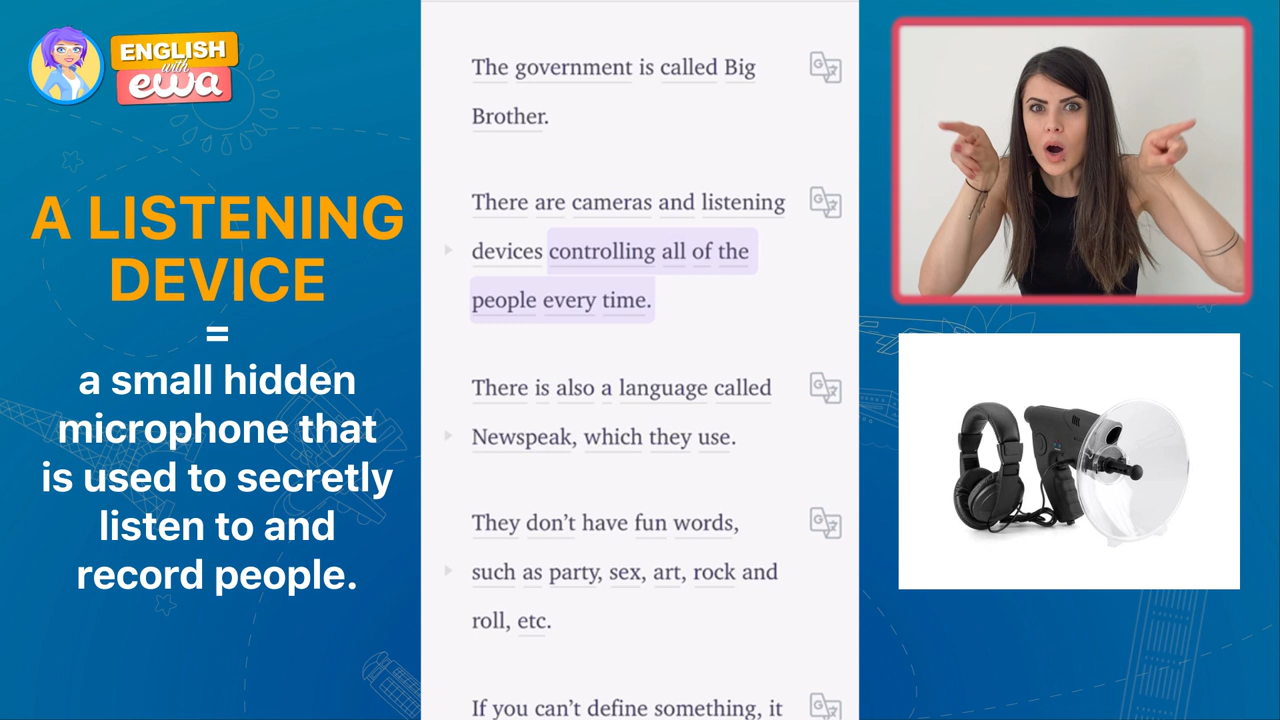 ENGLISH
with
ewa
A LISTENING
DEVICE
=
a small hidden
microphone that
is used to secretly
listen to and
record people.
The government is called Big
Brother.
There are cameras and listening
devices controlling all of the
people every time.
There is also a language called
Newspeak, which they use.
They don’t have fun words,
such as party, sex, art, rock and
roll, etc.
If you can’t define something, it